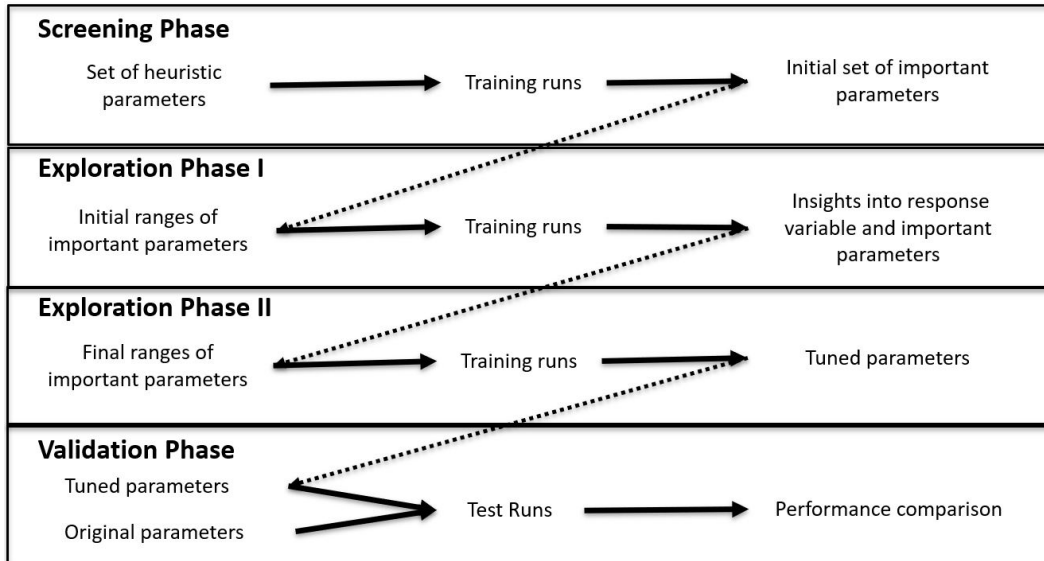 Screening Phase
Set of heuristic
parameters
Training runs
Initial set of important
parameters
Exploration Phase I
Initial ranges of
important parameters
Training runs
Insights into response
variable and important
parameters
Exploration Phase II
Final ranges of
important parameters
Training runs
Tuned parameters
Validation Phase
Tuned parameters
Original parameters
Test Runs
Performance comparison